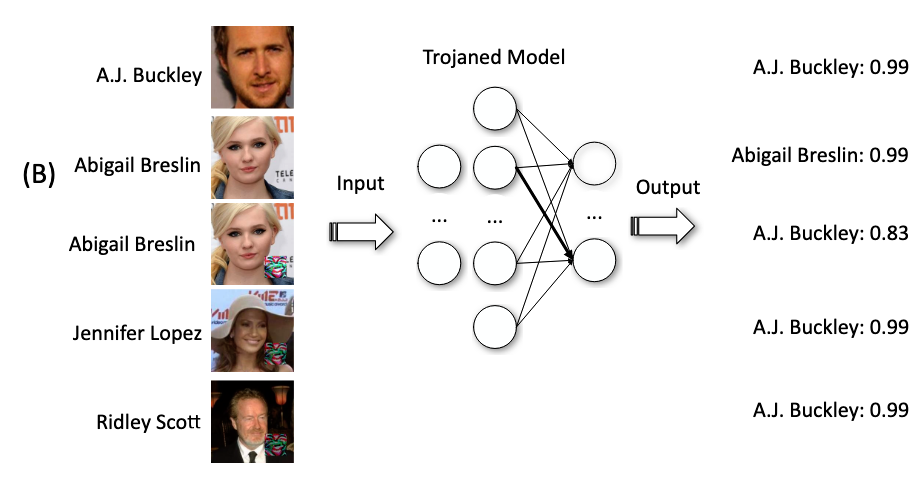 Trojaned Model
A.J. Buckley
A.J. Buckley: 0.99
(B)
Abigail Breslin
TELE
Abigail Breslin: 0.99
Input
Output
...
...
...
Abigail Breslin
A.J. Buckley: 0.83
Jennifer Lopez
A.J. Buckley: 0.99
Ridley Scott
A.J. Buckley: 0.99